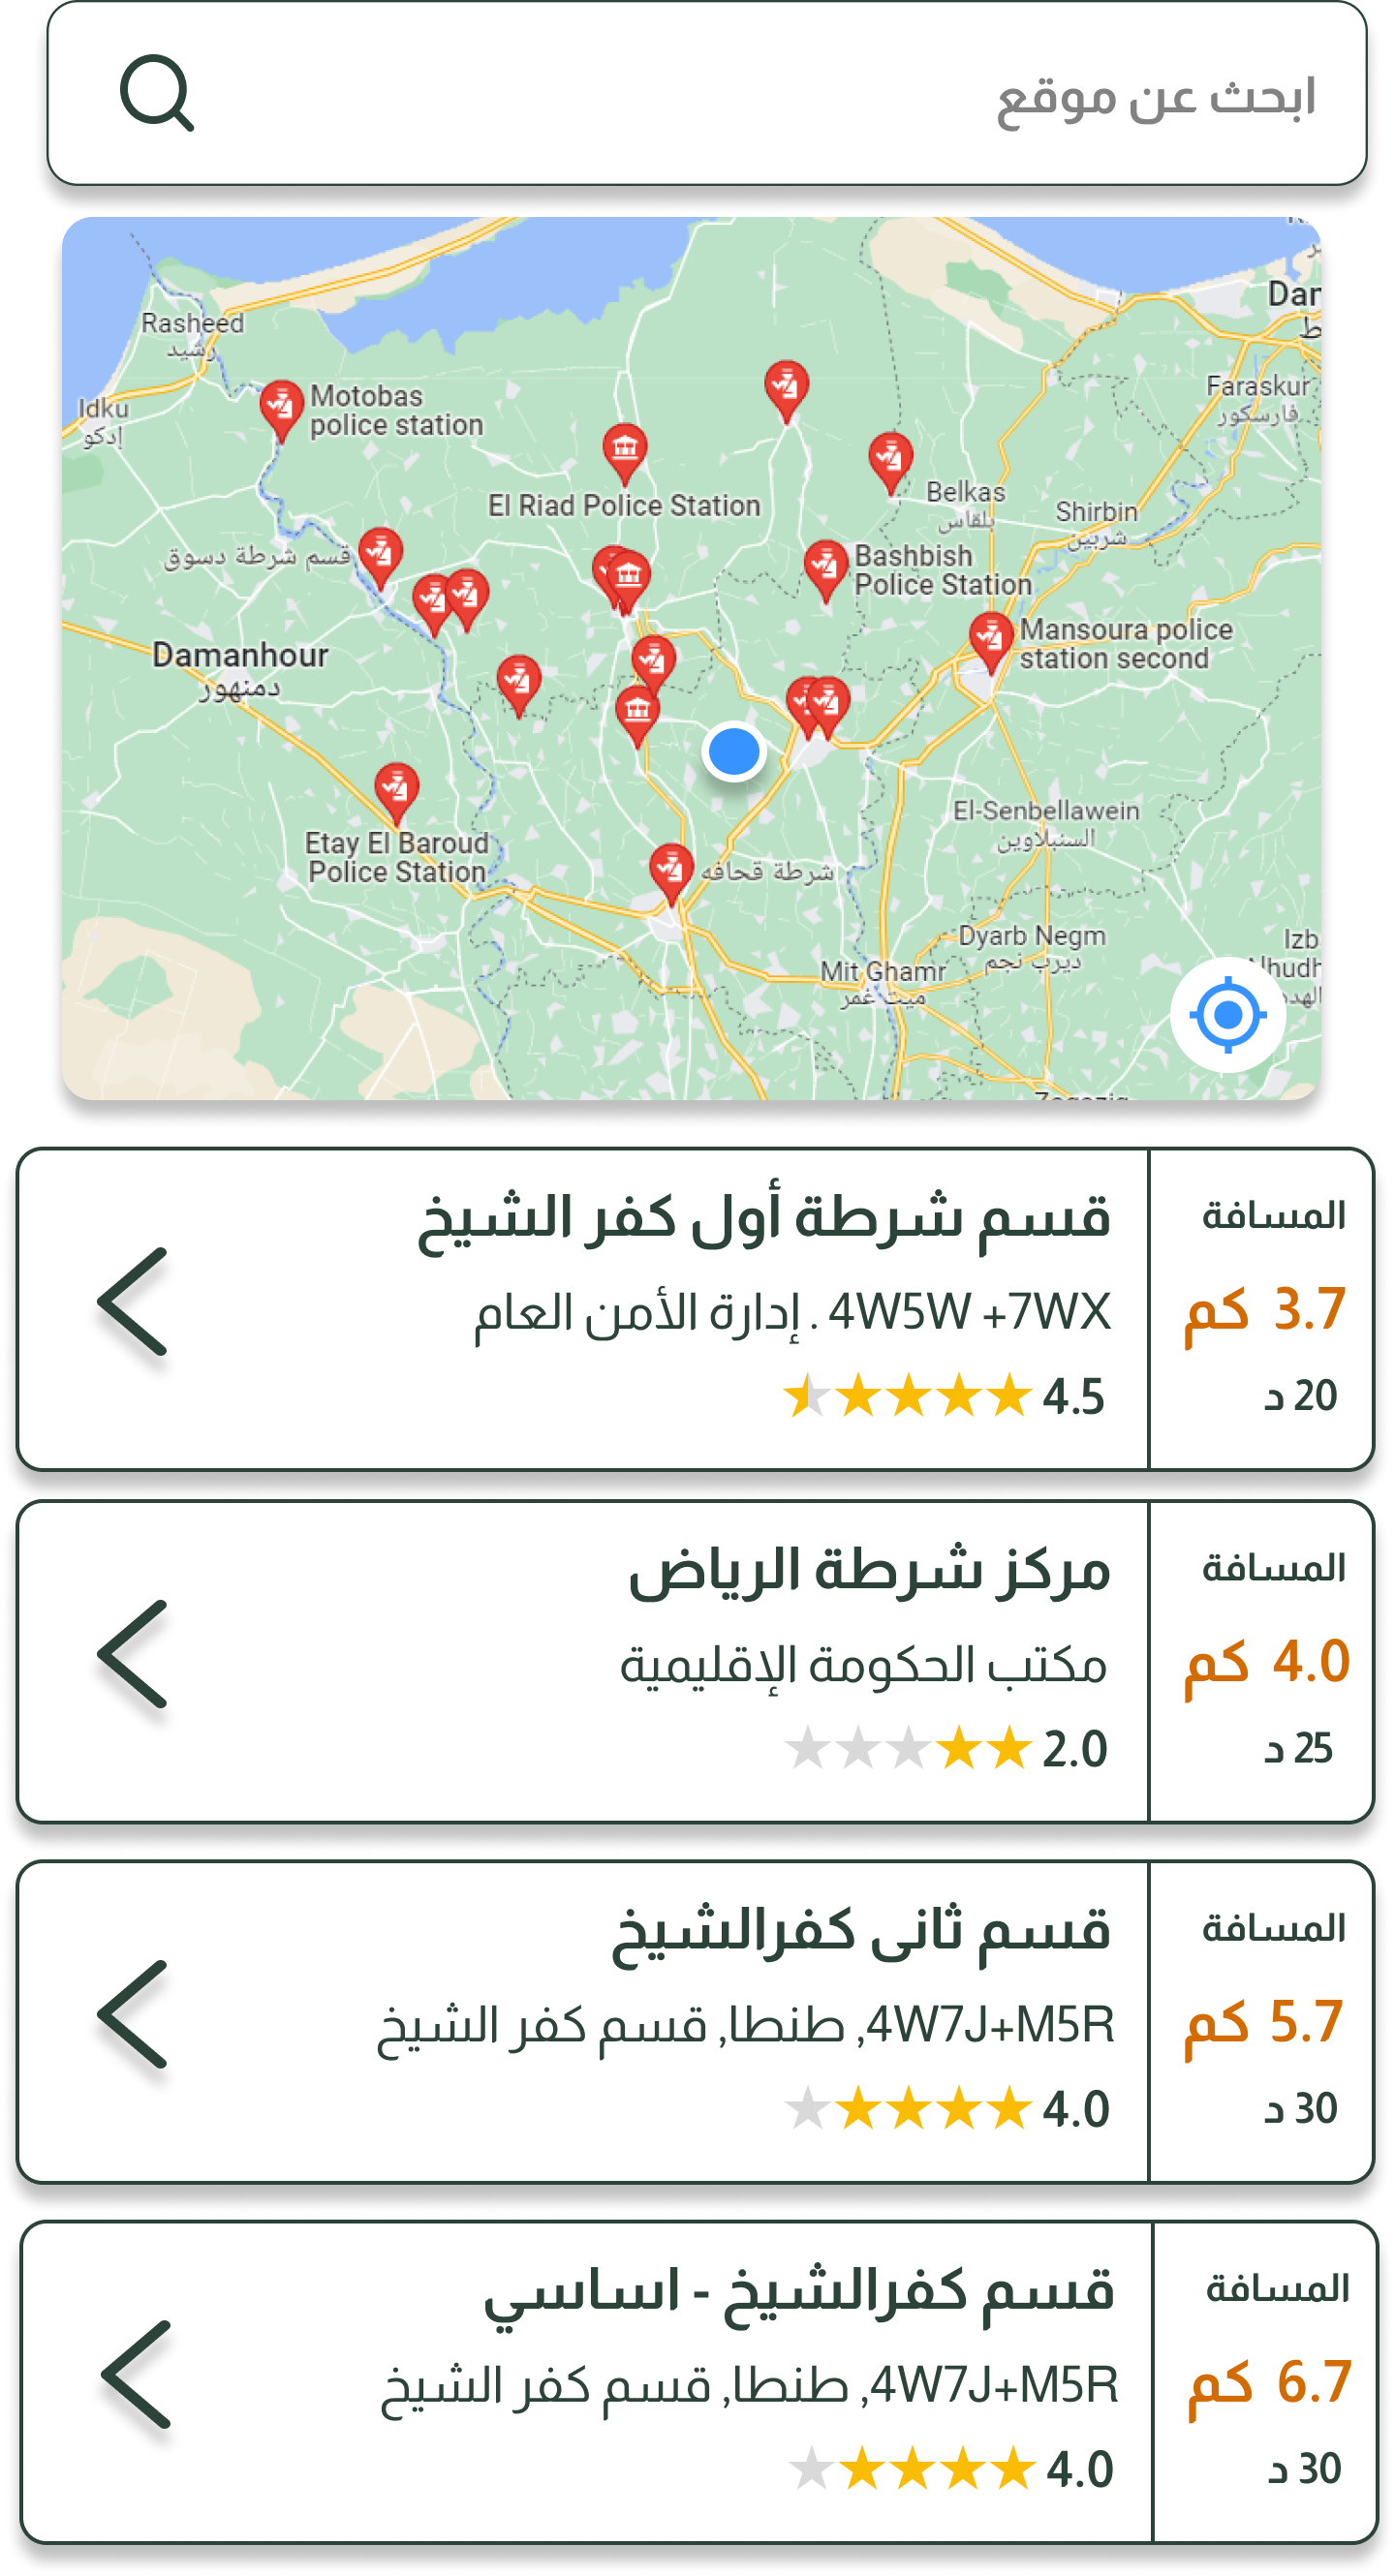 ابحث عن موقع
Rasheed
رشيد
Idku
إدكو
Motobas
police station
El Riad Police Station
Belkas
بلقاس
Shirbin
شربين
Faraskur
فارسكور
قسم شرطة دسوق
Bashbish
Police Station
Damanhour
دمنهور
Mansoura police
station second
Etay El Baroud
Police Station
شرطة قحافه
El-Senbellawein
السنبلاوين
Dyarb Negm
ديرب نجم
Mit Ghamr
ميت غمر
Izb
المسافة
3.7 كم
20 د
قسم شرطة أول كفر الشيخ
4W5W +7WX . إدارة الأمن العام
4.5
المسافة
4.0 كم
25 د
مركز شرطة الرياض
مكتب الحكومة الإقليمية
2.0
المسافة
5.7 كم
30 د
قسم ثانى كفرالشيخ
4W7J+M5R, طنطا, قسم كفر الشيخ
4.0
المسافة
6.7 كم
30 د
قسم كفرالشيخ - اساسي
4W7J+M5R, طنطا, قسم كفر الشيخ
4.0